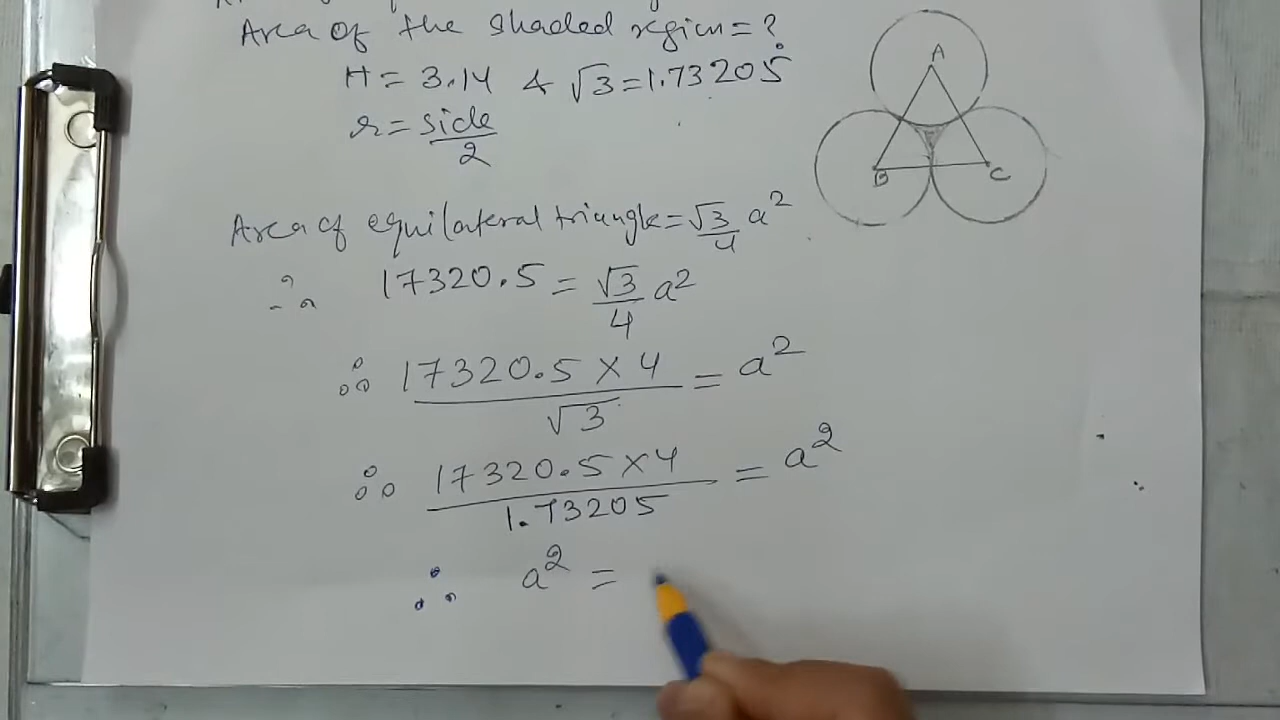 Area of the shaded region = ?
π = 3.14 & √3 = 1.73205
r = side/2
A
B
C
Area of equilateral triangle = √3/4 a²
∴ 17320.5 = √3/4 a²
∴ 17320.5 × 4 / √3 = a²
∴ 17320.5 × 4 / 1.73205 = a²
∴ a² =